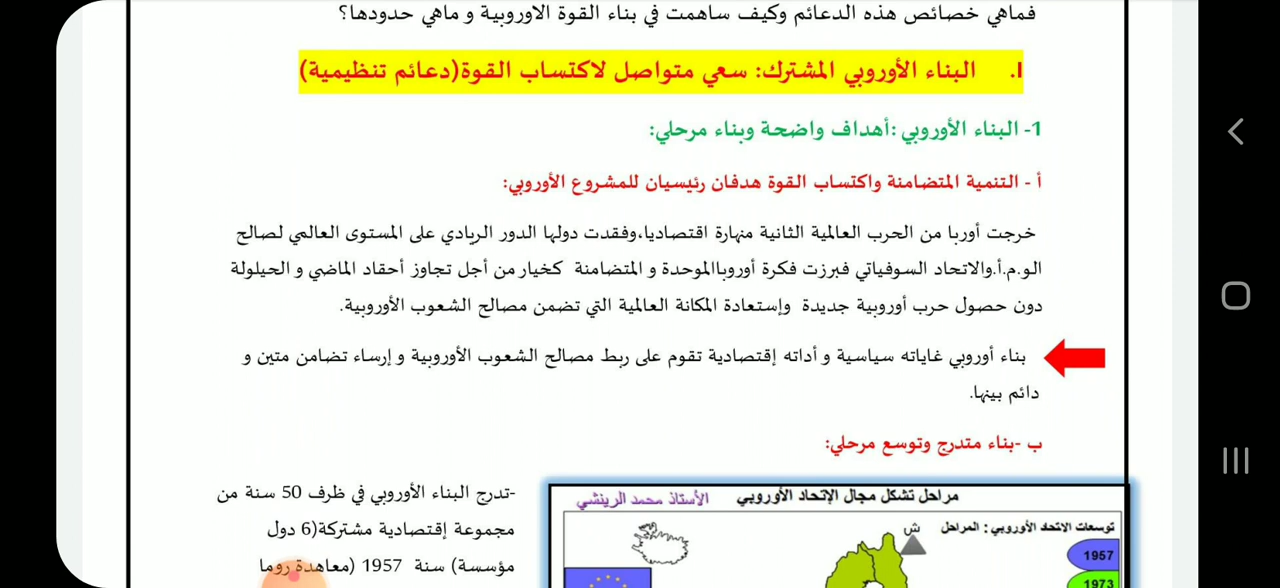 فماهي خصائص هذه الدعائم وكيف ساهمت في بناء القوة الاوروبية و ماهي حدودها؟
I. البناء الأوروبي المشترك: سعي متواصل لاكتساب القوة(دعائم تنظيمية)
1- البناء الأوروبي :أهداف واضحة وبناء مرحلي:
أ - التنمية المتضامنة واكتساب القوة هدفان رئيسيان للمشروع الأوروبي:
خرجت أوربا من الحرب العالمية الثانية منهارة اقتصاديا،وفقدت دولها الدور الريادي على المستوى العالمي لصالح
الو.م.أ.والاتحاد السوفياتي فبرزت فكرة أوروباالموحدة و المتضامنة كخيار من أجل تجاوز أحقاد الماضي و الحيلولة
دون حصول حرب أوروبية جديدة وإستعادة المكانة العالمية التي تضمن مصالح الشعوب الأوروبية.
بناء أوروبي غاياته سياسية و أداته إقتصادية تقوم على ربط مصالح الشعوب الأوروبية و إرساء تضامن متين و
دائم بينها.
ب -بناء متدرج وتوسع مرحلي:
-تدرج البناء الأوروبي في ظرف 50 سنة من
مجموعة إقتصادية مشتركة(6 دول
مؤسسة) سنة 1957 (معاهدة روما
مراحل تشكل مجال الإتحاد الأوروبي الأستاذ محمد الرينشي
توسعات الاتحاد الأوروبي : المراحل
ش
1957
1973